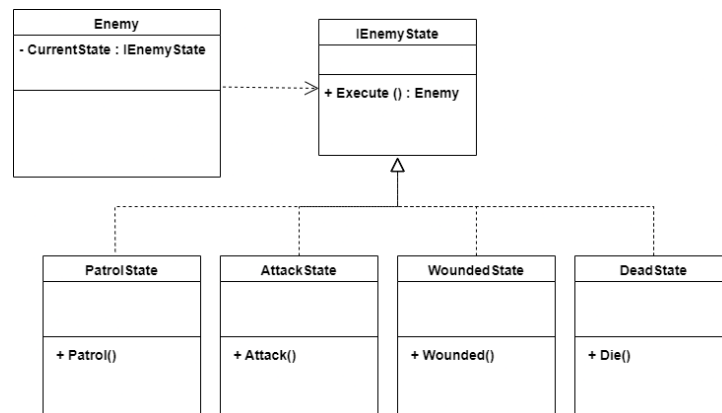 Enemy
- CurrentState : IEnemyState
IEnemyState
+ Execute () : Enemy
PatrolState
+ Patrol()
AttackState
+ Attack()
WoundedState
+ Wounded()
DeadState
+ Die()